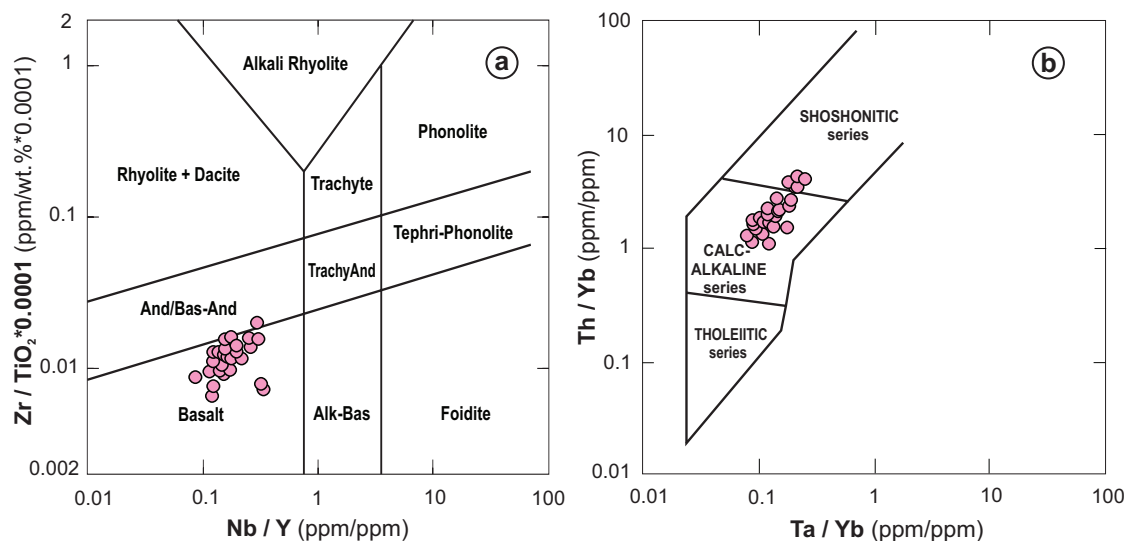 a
Zr / TiO₂*0.0001 (ppm/wt.%*0.0001)
2
1
0.1
0.01
0.002
Alkali Rhyolite
Phonolite
Rhyolite + Dacite
Trachyte
Tephri-Phonolite
TrachyAnd
And/Bas-And
Basalt
Alk-Bas
Foidite
0.01
0.1
1
10
100
Nb / Y (ppm/ppm)
b
Th / Yb (ppm/ppm)
100
10
1
0.1
0.01
SHOSHONITIC
series
CALC-
ALKALINE
series
THOLEIITIC
series
0.01
0.1
1
10
100
Ta / Yb (ppm/ppm)